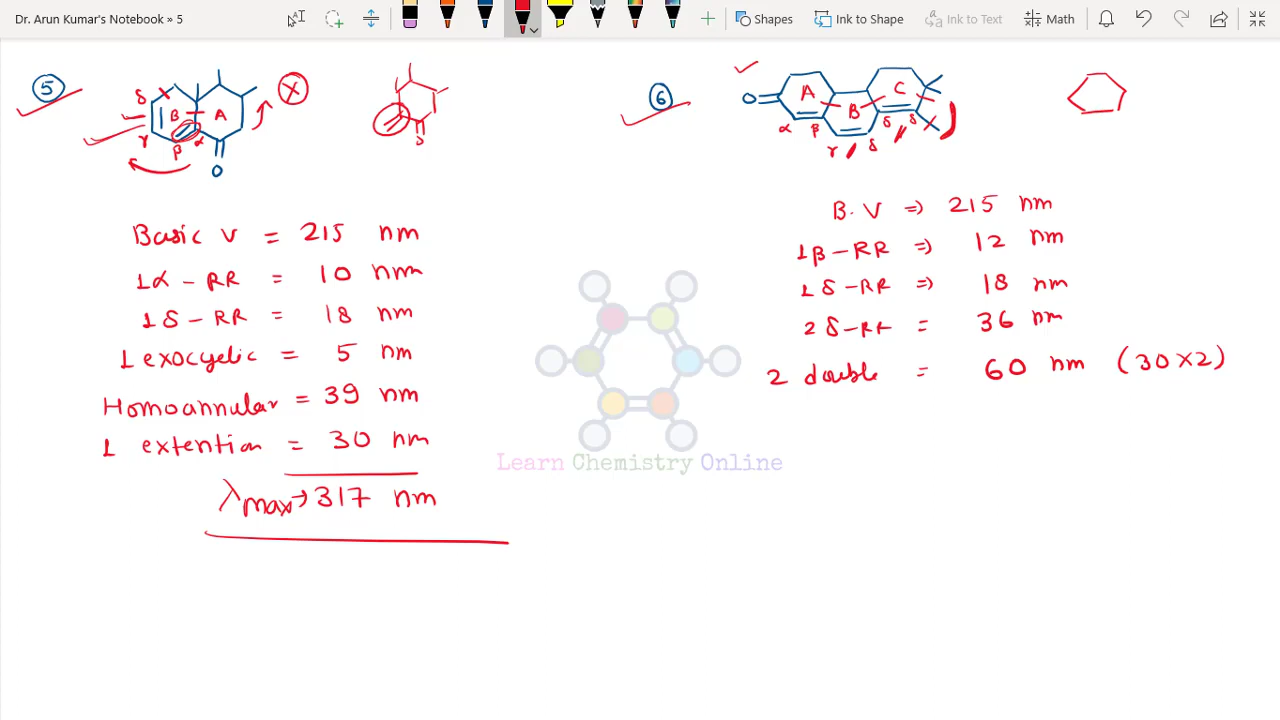 Dr. Arun Kumar's Notebook » 5
Shapes
Ink to Shape
Ink to Text
Math
5
δ
B
A
γ
β
α
O
X
O
6
O
A
B
C
α
β
γ
δ
δ
δ
Basic V = 215 nm
1α - RR = 10 nm
1δ - RR = 18 nm
1 exocyclic = 5 nm
Homoannular = 39 nm
1 extention = 30 nm
λmax → 317 nm
B.V ⇒ 215 nm
1β - RR ⇒ 12 nm
1δ - RR ⇒ 18 nm
2δ - RR = 36 nm
2 double = 60 nm (30×2)
Learn Chemistry Online